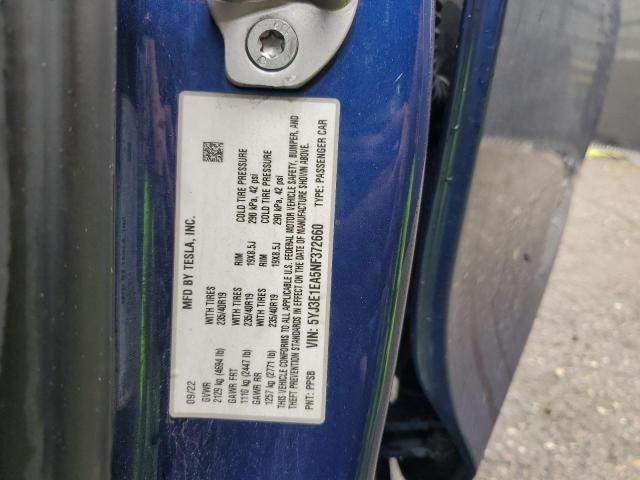 MFD BY TESLA, INC.
09/22
GVWR
2129 kg (4694 lb)
GAWR FRT WITH TIRES RIM COLD TIRE PRESSURE
1110 kg (2447 lb) 235/40R19 19X8.5J 290 kPa, 42 psi
GAWR RR WITH TIRES RIM COLD TIRE PRESSURE
1257 kg (2771 lb) 235/40R19 19X8.5J 290 kPa, 42 psi
THIS VEHICLE CONFORMS TO ALL APPLICABLE U.S. FEDERAL MOTOR VEHICLE SAFETY, BUMPER, AND
THEFT PREVENTION STANDARDS IN EFFECT ON THE DATE OF MANUFACTURE SHOWN ABOVE.
VIN: 5YJ3E1EA5NF372660
PNT: PPSB TYPE: PASSENGER CAR